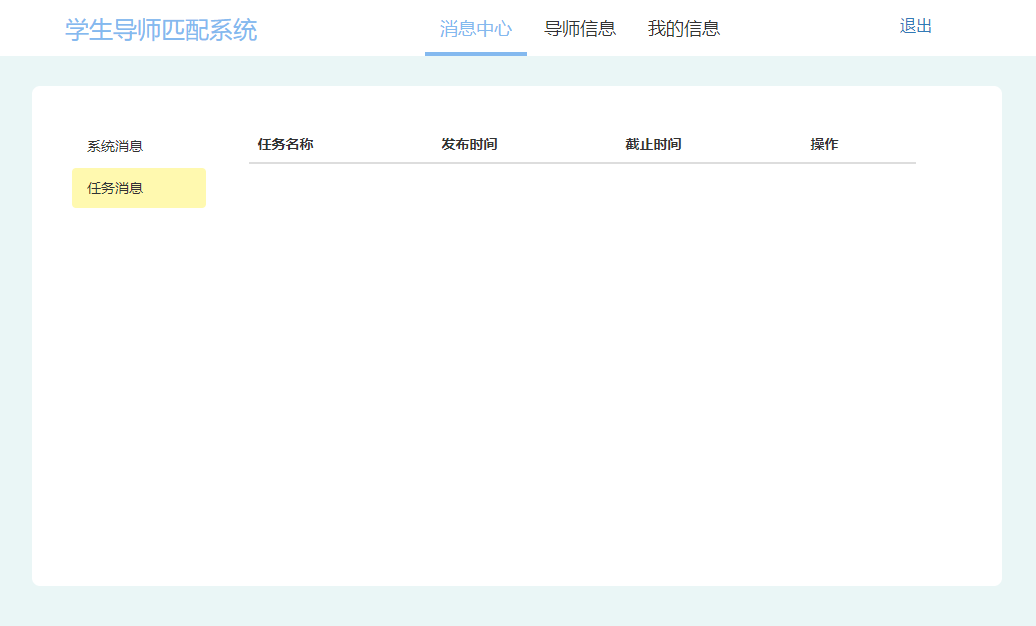 学生导师匹配系统 消息中心 导师信息 我的信息 退出
系统消息 任务名称 发布时间 截止时间 操作
任务消息